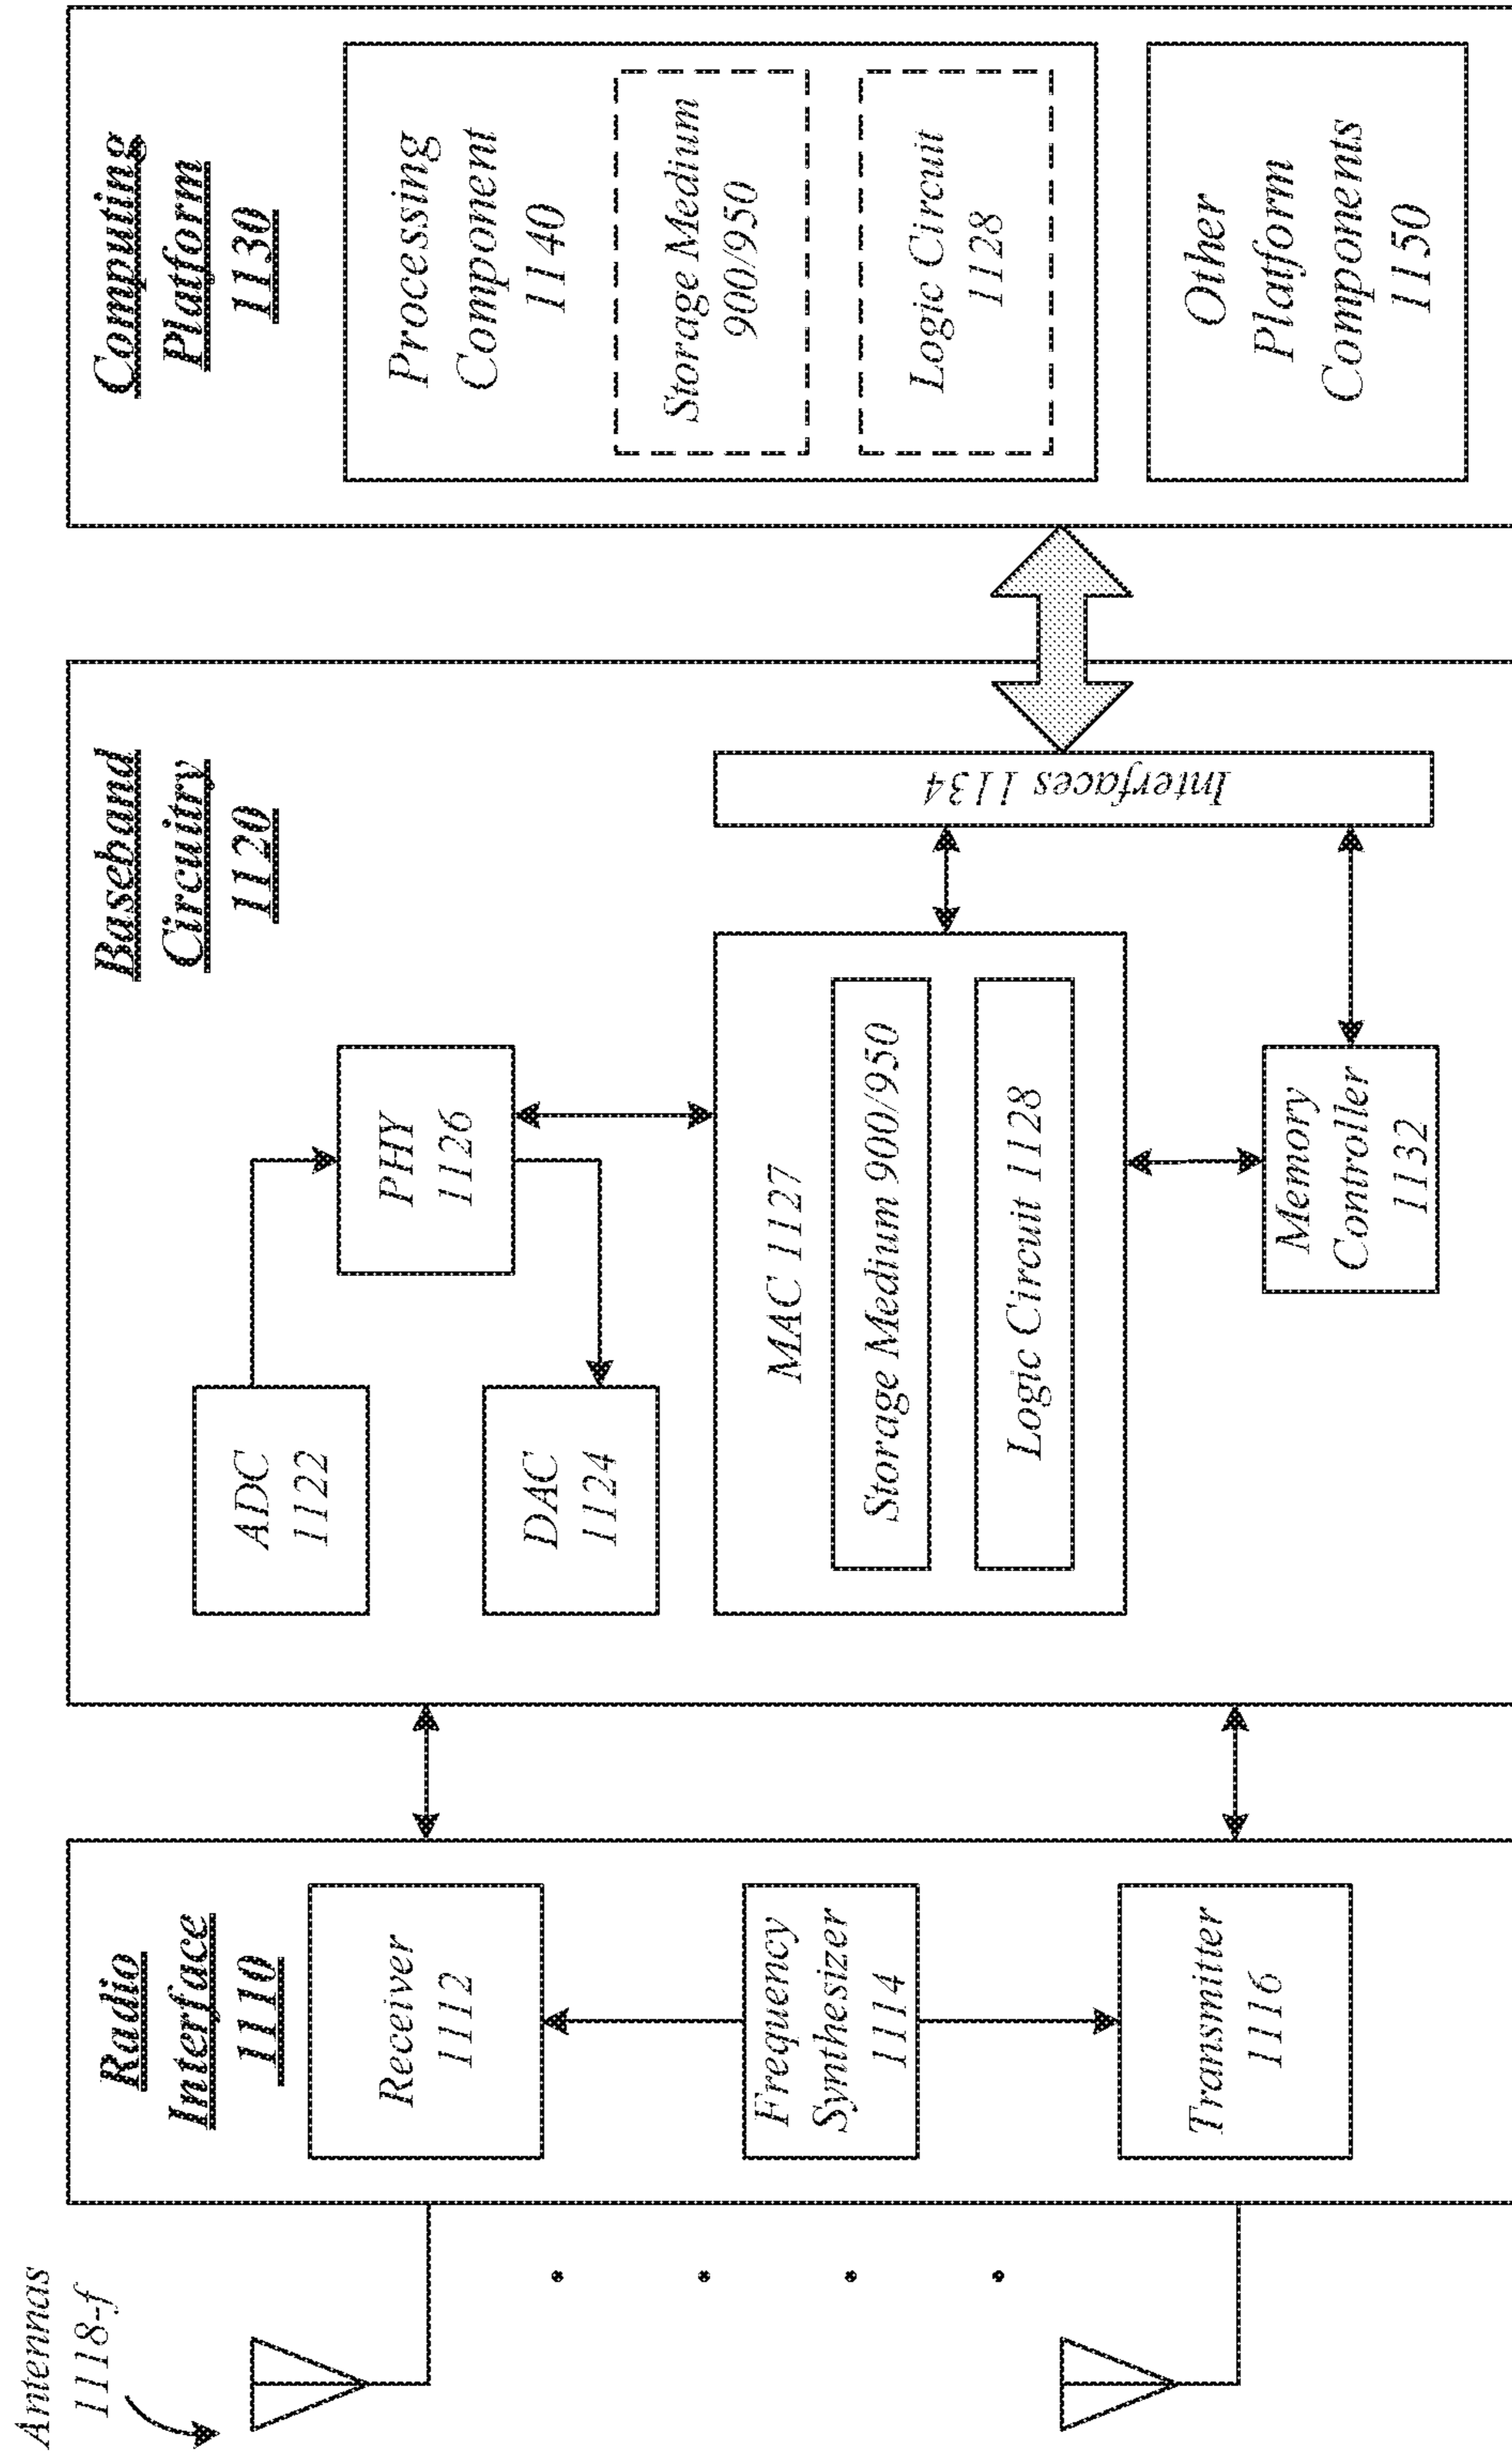 Antennas
1118-f
Radio
Interface
1110
Receiver
1112
Frequency
Synthesizer
1114
Transmitter
1116
Baseband
Circuitry
1120
ADC
1122
PHY
1126
DAC
1124
MAC 1127
Storage Medium 900/950
Logic Circuit 1128
Memory
Controller
1132
Interfaces 1134
Computing
Platform
1130
Processing
Component
1140
Storage Medium
900/950
Logic Circuit
1128
Other
Platform
Components
1150